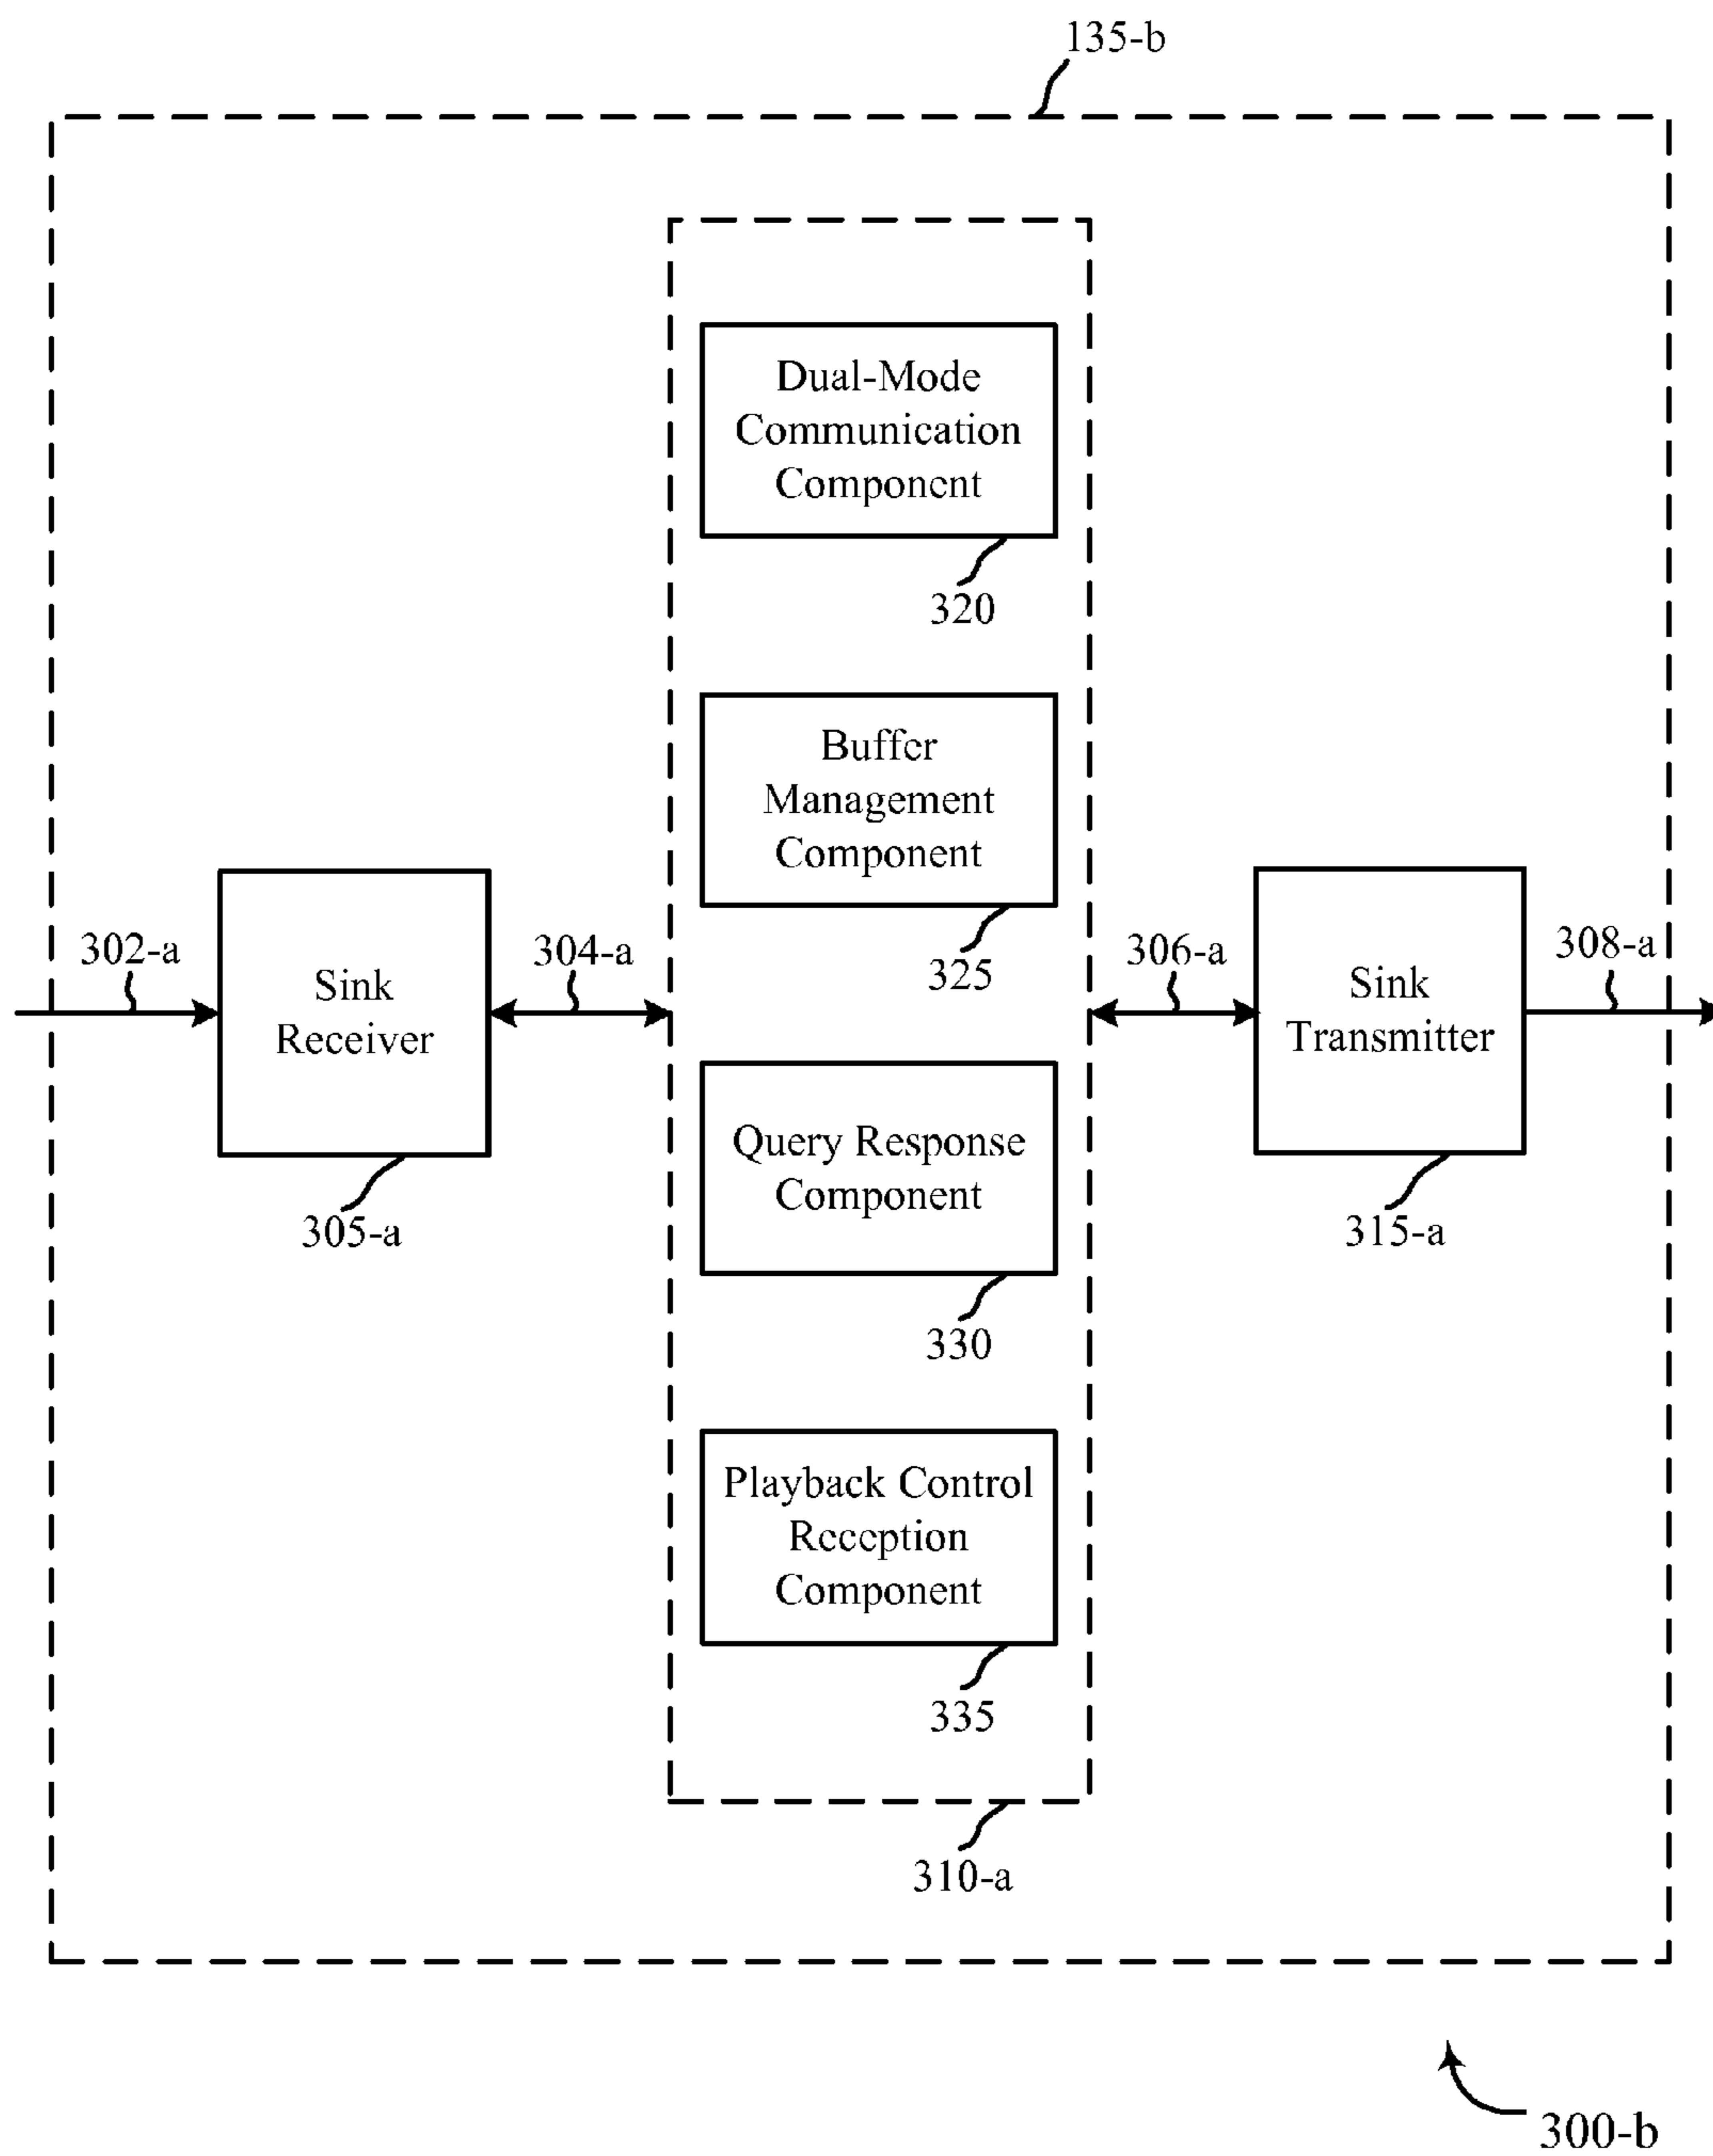 135-b
Dual-Mode
Communication
Component
320
Buffer
Management
Component
325
302-a
Sink
Receiver
305-a
304-a
306-a
Sink
Transmitter
315-a
308-a
Query Response
Component
330
Playback Control
Reception
Component
335
310-a
300-b